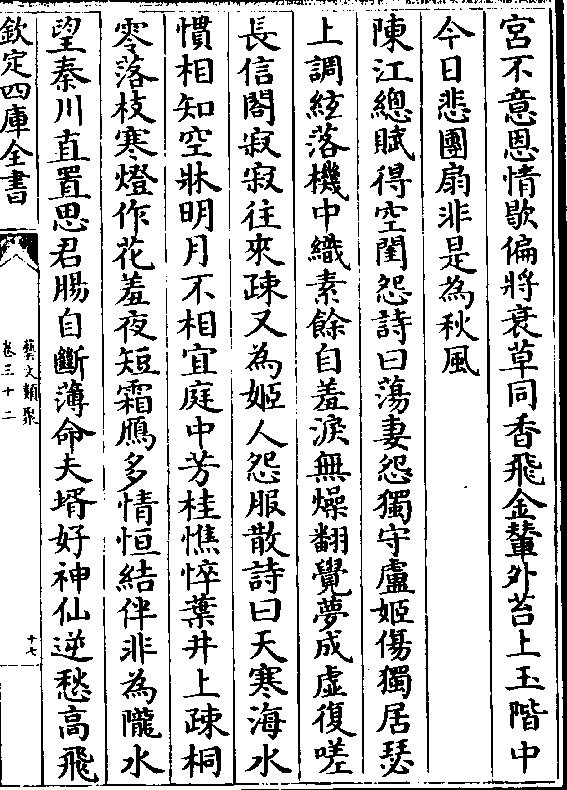 宫不意恩情歇偏將衰草同香飛金輦外苔上玉階中
今日悲團扇非是為秋風
陳江總賦得空閨怨詩曰蕩妻怨獨守盧姬傷獨居瑟
上調絃落機中織素餘自羞淚無燥翻覺夢成虚復嗟
長信閣寂寂往來疎又為姬人怨服散詩曰天寒海水
慣相知空牀明月不相宜庭中芳桂憔悴葉井上疎桐
零落枝寒燈作花羞夜短霜鴈多情恒結伴非為隴水
望秦川直置思君腸自斷薄命夫壻好神仙逆愁高飛
欽定四庫全書
藝文類聚
卷三十二
十七